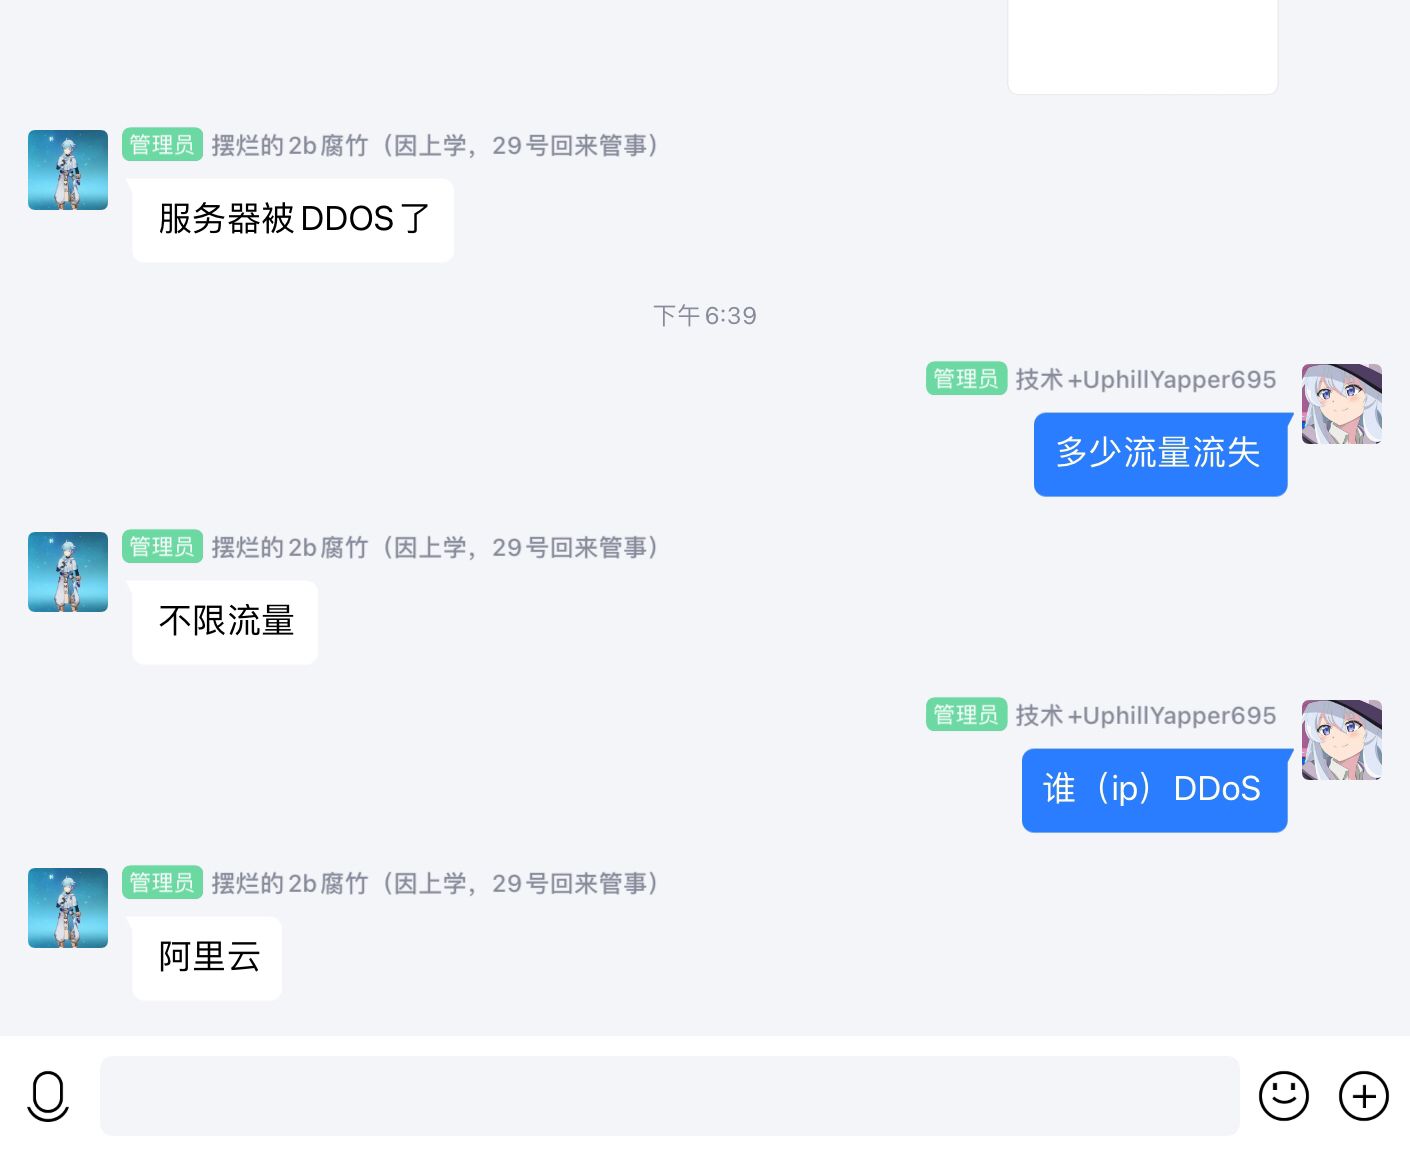 管理员 摆烂的2b腐竹（因上学，29号回来管事）
服务器被DDOS了
下午6:39
管理员 技术+UphillYapper695
多少流量流失
管理员 摆烂的2b腐竹（因上学，29号回来管事）
不限流量
管理员 技术+UphillYapper695
谁（ip）DDoS
管理员 摆烂的2b腐竹（因上学，29号回来管事）
阿里云